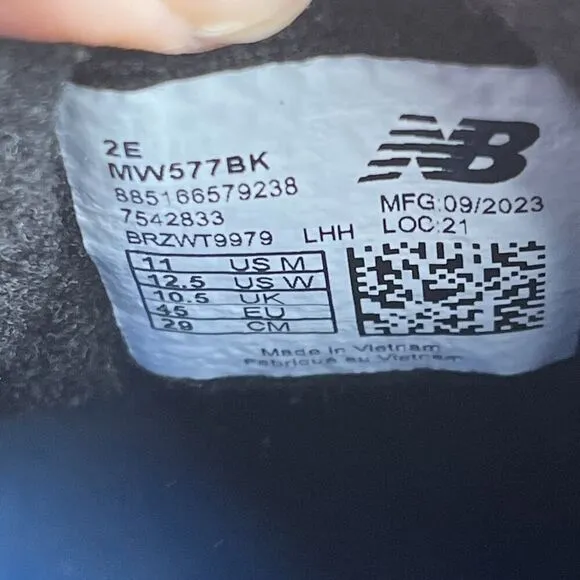 2E
MW577BK
885166579238
7542833
BRZWT9979 LHH
NB
MFG:09/2023
LOC:21
11 US M
12.5 US W
10.5 UK
45 EU
29 CM
Made in Vietnam
Fabriqué au Vietnam